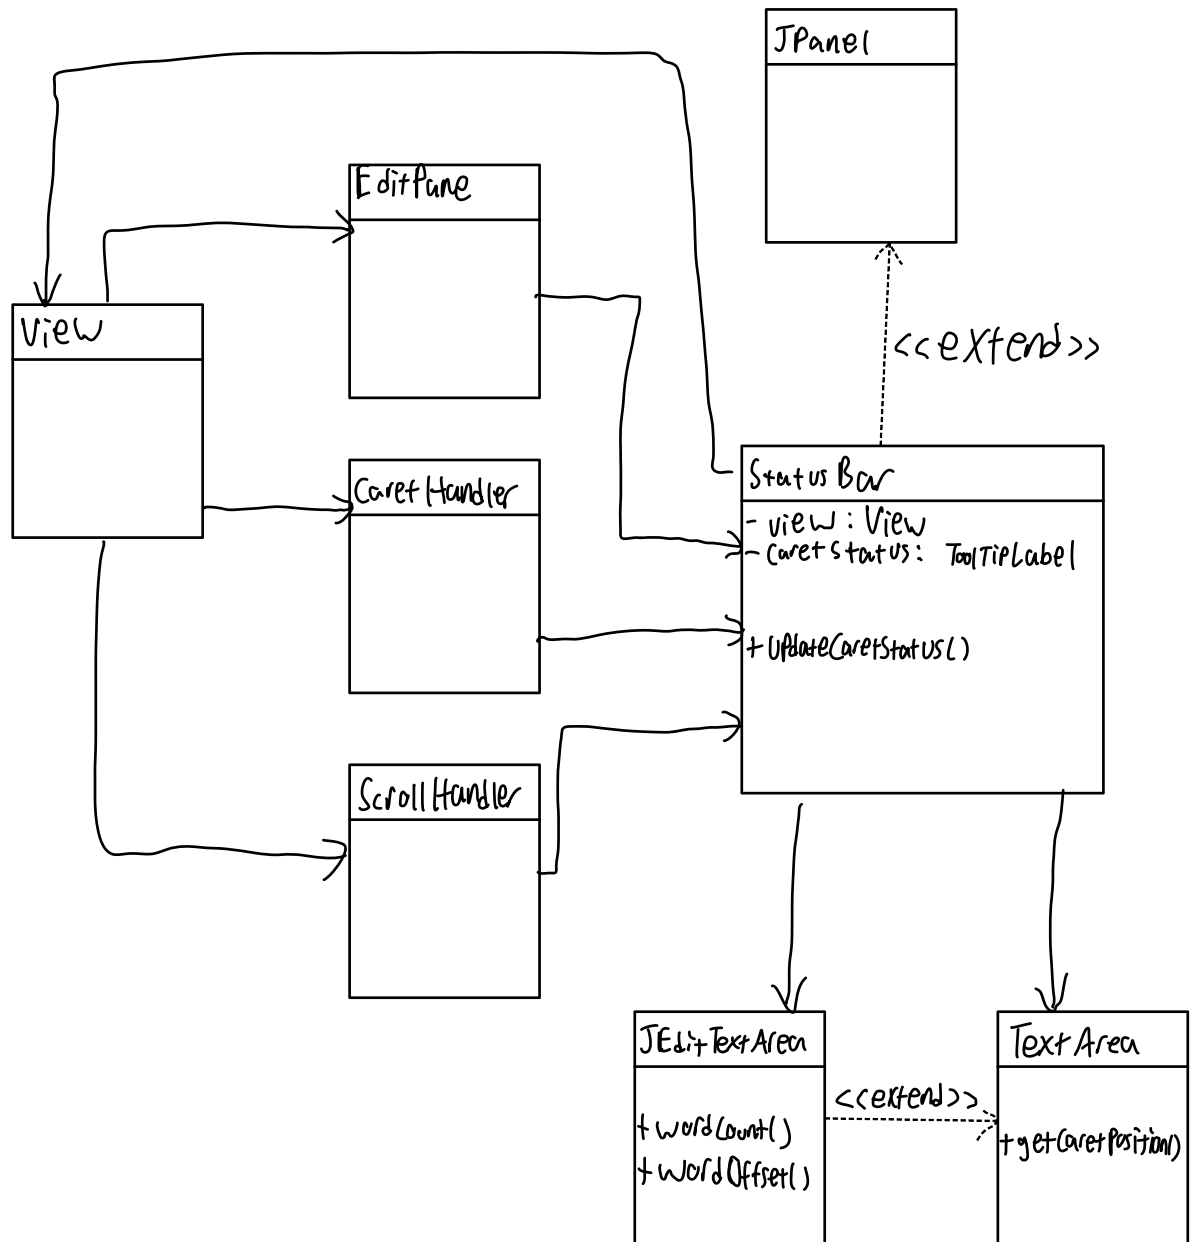 JPanel
EditPane
<<extend>>
View
StatusBar
CaretHandler
- view : View
- caretStatus: ToolTipLabel
+ updateCaretStatus()
ScrollHandler
JEditTextArea
TextArea
<<extend>>
+ wordCount()
+ getCaretPosition()
+ wordOffset()